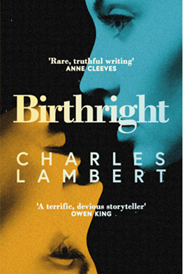 'Rare, truthful writing'
ANNE CLEEVES
Birthright
CHARLES
LAMBERT
'A terrific, devious storyteller'
OWEN KING